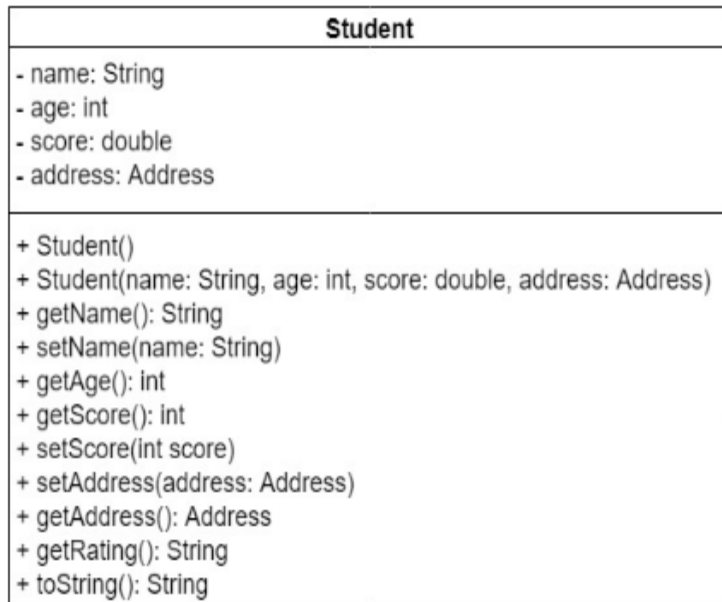 Student
- name: String
- age: int
- score: double
- address: Address
+ Student()
+ Student(name: String, age: int, score: double, address: Address)
+ getName(): String
+ setName(name: String)
+ getAge(): int
+ getScore(): int
+ setScore(int score)
+ setAddress(address: Address)
+ getAddress(): Address
+ getRating(): String
+ toString(): String